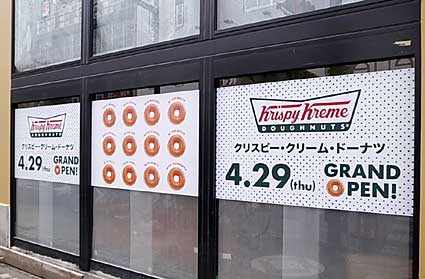 Krispy Kreme
DOUGHNUTS
クリスピー・クリーム・ドーナツ
4.29(thu)
GRAND
OPEN!
Krispy Kreme
DOUGHNUTS®
クリスピー・クリーム・ドーナツ
4.29(thu)
GRAND
OPEN!